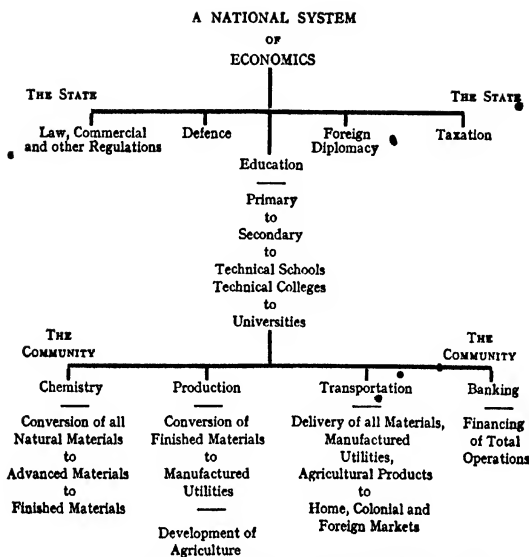 A NATIONAL SYSTEM
OF
ECONOMICS
THE STATE
THE STATE
Law, Commercial
and other Regulations
Defence
Foreign
Diplomacy
Taxation
Education
Primary
to
Secondary
to
Technical Schools
Technical Colleges
to
Universities
THE
COMMUNITY
THE
COMMUNITY
Chemistry
Conversion of all
Natural Materials
to
Advanced Materials
to
Finished Materials
Production
Conversion of
Finished Materials
to
Manufactured
Utilities
Development of
Agriculture
Transportation
Delivery of all Materials,
Manufactured
Utilities,
Agricultural Products
to
Home, Colonial and
Foreign Markets
Banking
Financing
of Total
Operations